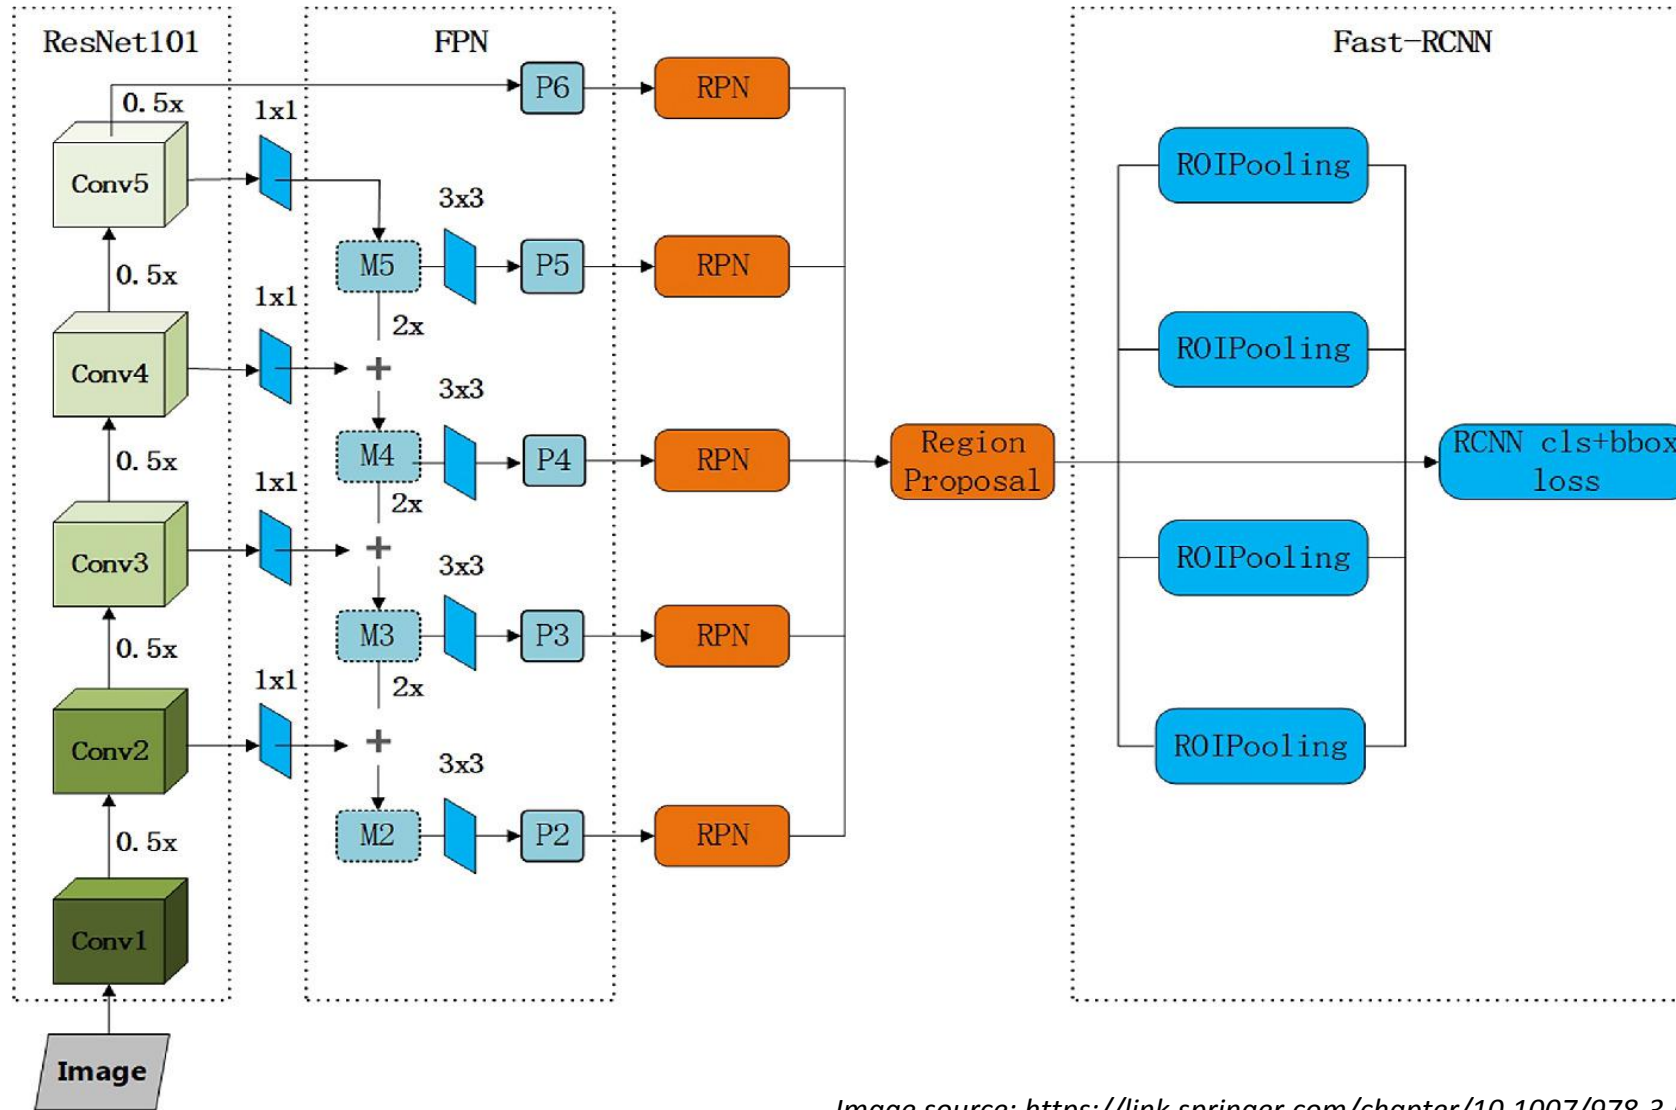 ResNet101
FPN
Fast-RCNN
P6
RPN
0.5x
1x1
ROIPooling
Conv5
3x3
M5
P5
RPN
0.5x
1x1
2x
ROIPooling
Conv4
3x3
M4
P4
RPN
Region
Proposal
RCNN cls+bbox
loss
0.5x
1x1
2x
ROIPooling
Conv3
3x3
M3
P3
RPN
0.5x
1x1
2x
Conv2
ROIPooling
3x3
M2
P2
RPN
0.5x
Conv1
Image
Image source: https://link.springer.com/chapter/10.1007/978-3